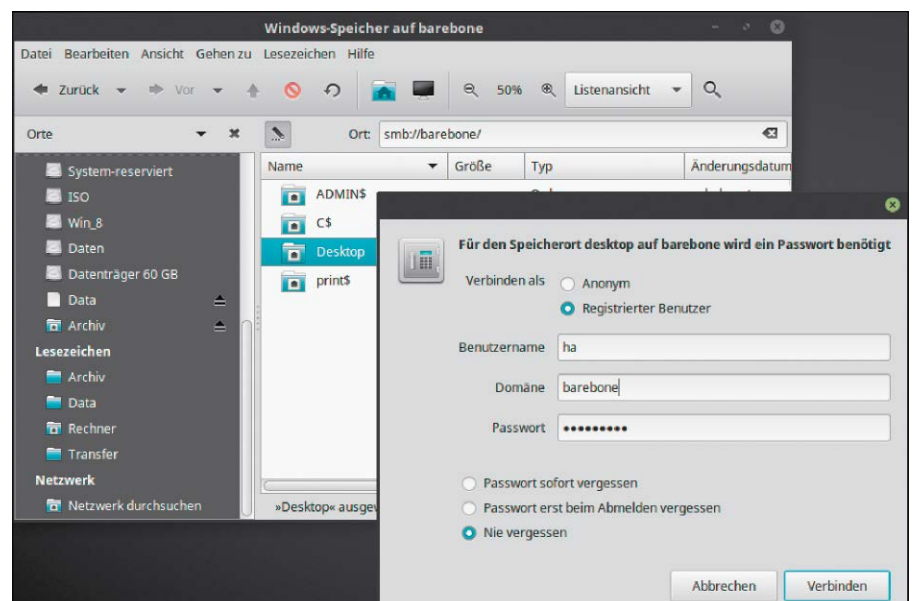 Windows-Speicher auf barebone
Datei Bearbeiten Ansicht Gehen zu Lesezeichen Hilfe
Zurück Vor 50% Listenansicht
Orte Ort: smb://barebone/
System-reserviert
ISO
Win_8
Daten
Datenträger 60 GB
Data
Archiv
Lesezeichen
Archiv
Data
Rechner
Transfer
Netzwerk
Netzwerk durchsuchen
Name Größe Typ Änderungsdatum
ADMIN$
C$
Desktop
print$
»Desktop« ausgew
Für den Speicherort desktop auf barebone wird ein Passwort benötigt
Verbinden als Anonym
Registrierter Benutzer
Benutzername ha
Domäne barebone
Passwort •••••••••
Passwort sofort vergessen
Passwort erst beim Abmelden vergessen
Nie vergessen
Abbrechen Verbinden